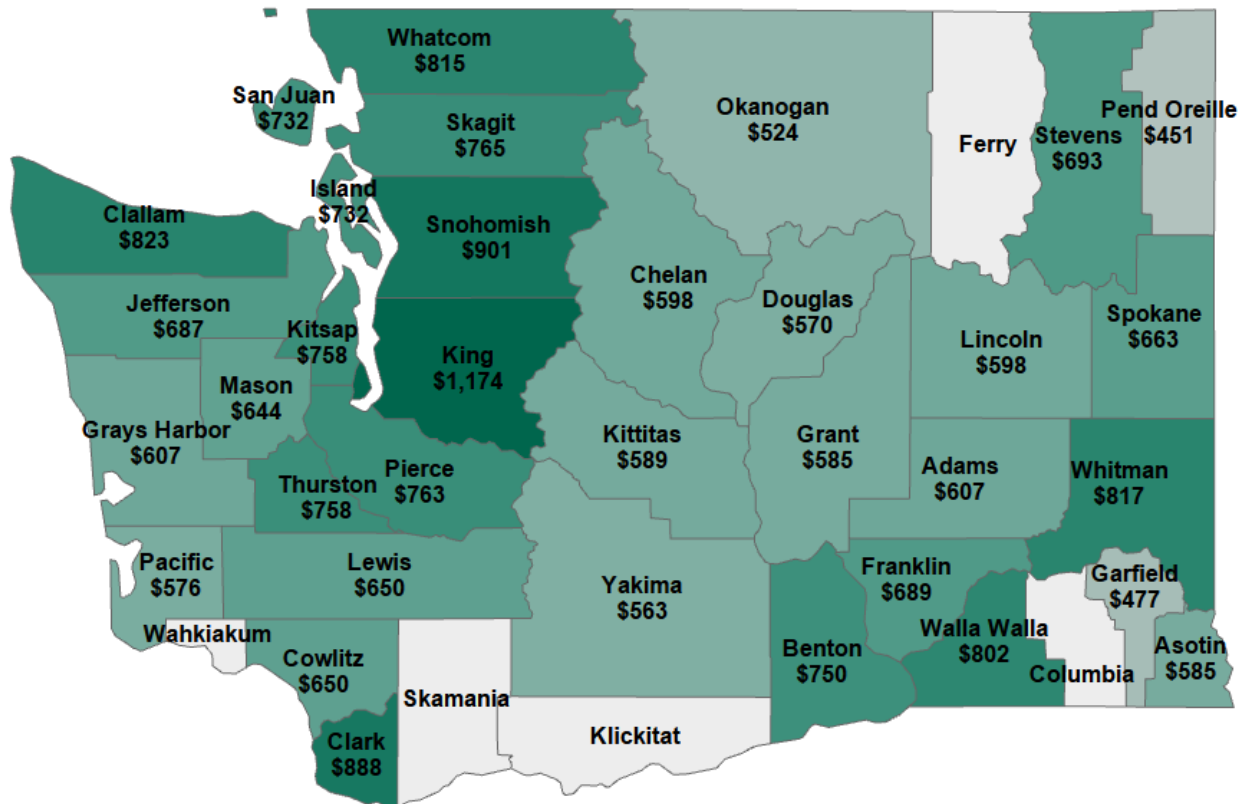 Whatcom
$815
San Juan
$732
Skagit
$765
Okanogan
$524
Ferry
Stevens
$693
Pend Oreille
$451
Island
$732
Clallam
$823
Snohomish
$901
Chelan
$598
Douglas
$570
Jefferson
$687
Kitsap
$758
King
$1,174
Lincoln
$598
Spokane
$663
Mason
$644
Grays Harbor
$607
Kittitas
$589
Grant
$585
Pierce
$763
Thurston
$758
Adams
$607
Whitman
$817
Pacific
$576
Lewis
$650
Yakima
$563
Franklin
$689
Garfield
$477
Wahkiakum
Cowlitz
$650
Skamania
Benton
$750
Walla Walla
$802
Columbia
Asotin
$585
Klickitat
Clark
$888